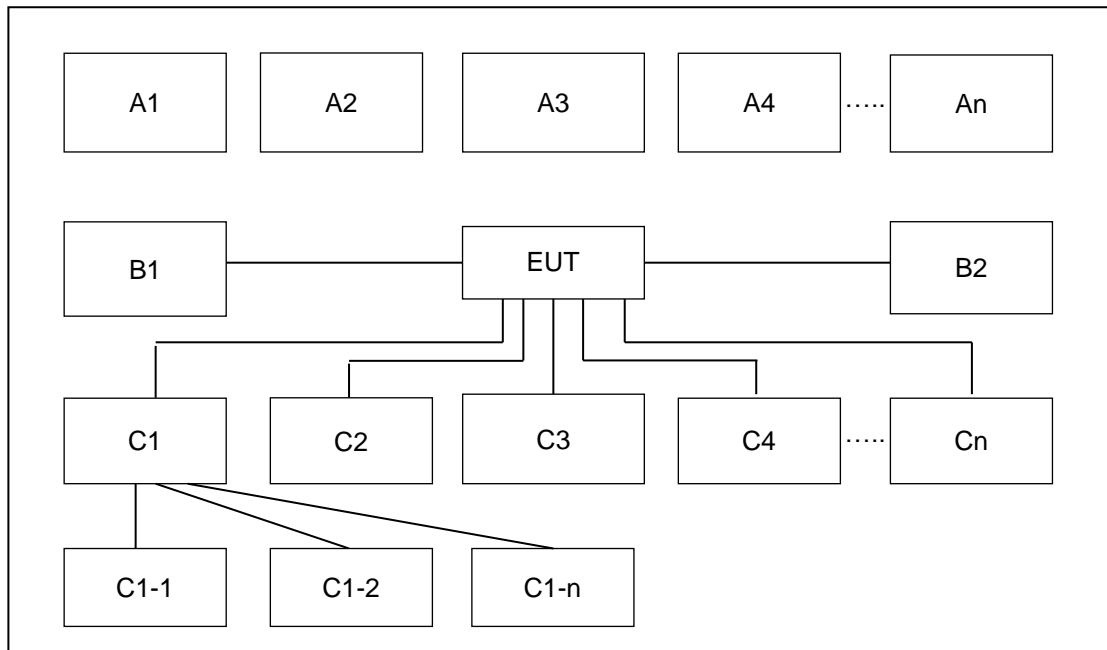 A1 A2 A3 A4 ..... An
B1 EUT B2
C1 C2 C3 C4 ..... Cn
C1-1 C1-2 C1-n